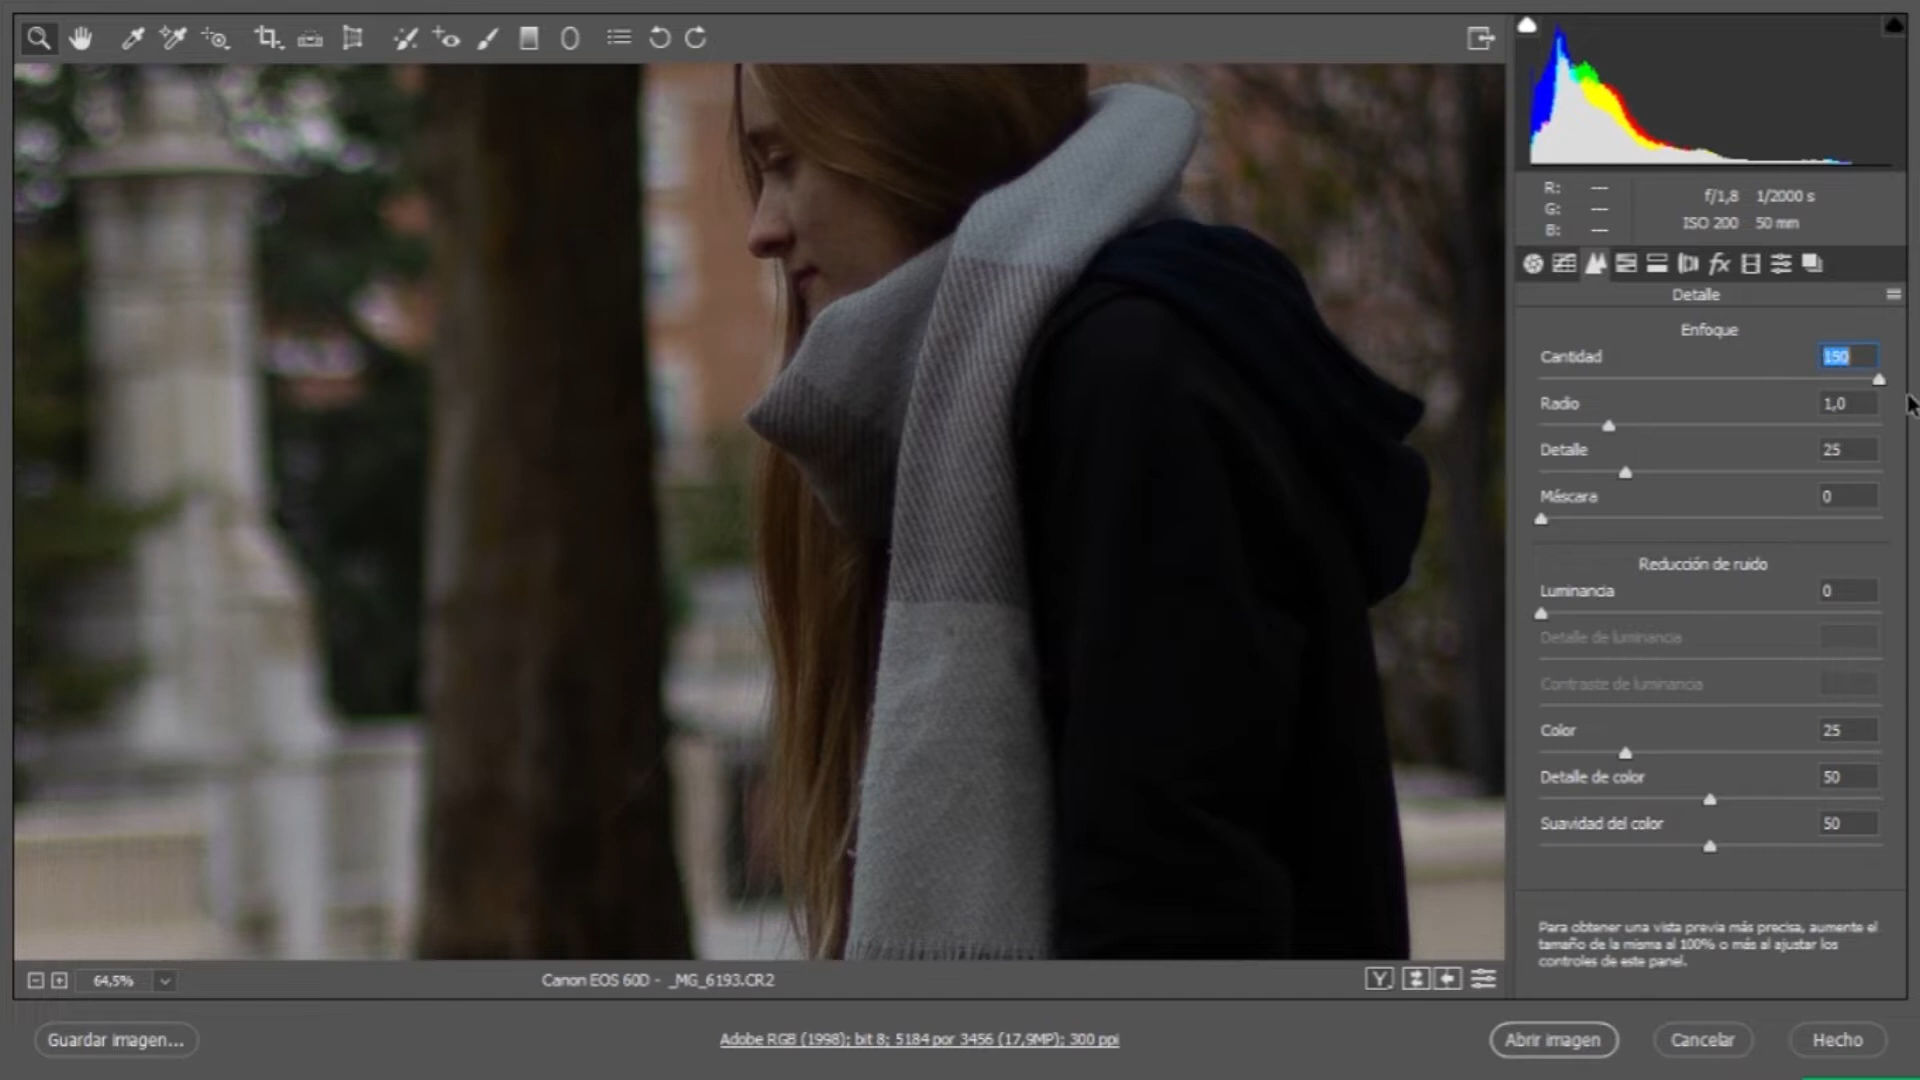 R: ---
G: ---
B: ---
f/1,8 1/2000 s
ISO 200 50 mm
fx
Detalle
Enfoque
Cantidad 150
Radio 1,0
Detalle 25
Máscara 0
Reducción de ruido
Luminancia 0
Detalle de luminancia
Contraste de luminancia
Color 25
Detalle de color 50
Suavidad del color 50
Para obtener una vista previa más precisa, aumente el
tamaño de la misma al 100% o más al ajustar los
controles de este panel.
64,5%
Canon EOS 60D - _MG_6193.CR2
Y
Guardar imagen...
Adobe RGB (1998); bit 8; 5184 por 3456 (17,9MP); 300 ppi
Abrir imagen
Cancelar
Hecho